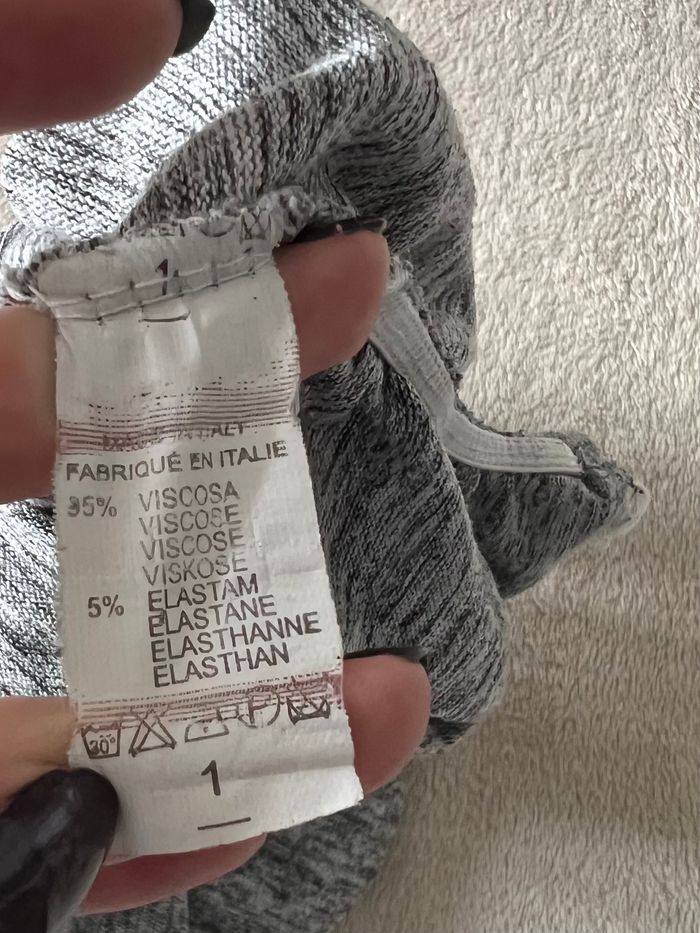 1
FABRIQUÉ EN ITALIE
95% VISCOSA
VISCOSE
VISCOSE
VISKOSE
5% ELASTAM
ELASTANE
ELASTHANNE
ELASTHAN
30°
P
1